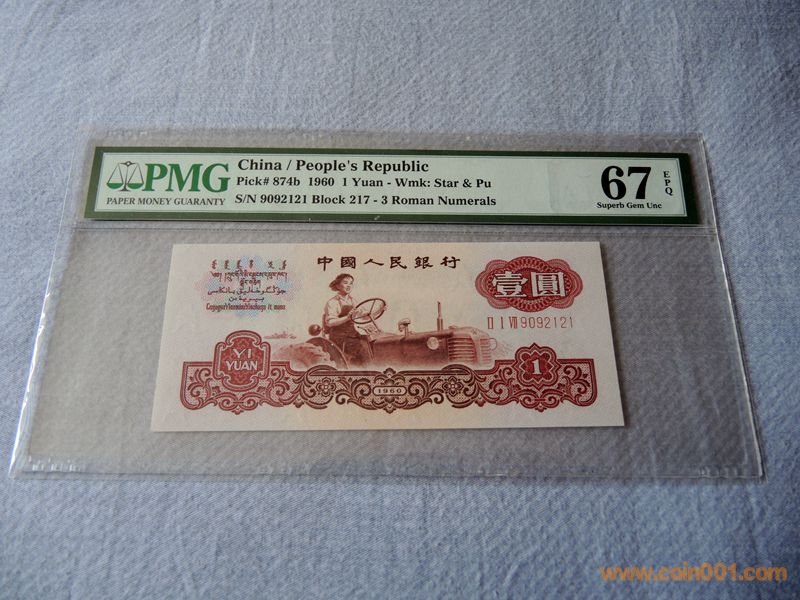 PMG
PAPER MONEY GUARANTY
China / People's Republic
Pick# 874b 1960 1 Yuan - Wmk: Star & Pu
S/N 9092121 Block 217 - 3 Roman Numerals
67
EPQ
Superb Gem Unc
中國人民銀行
壹圓
II I VII 9092121
YI
YUAN
1960
1
www.coin001.com